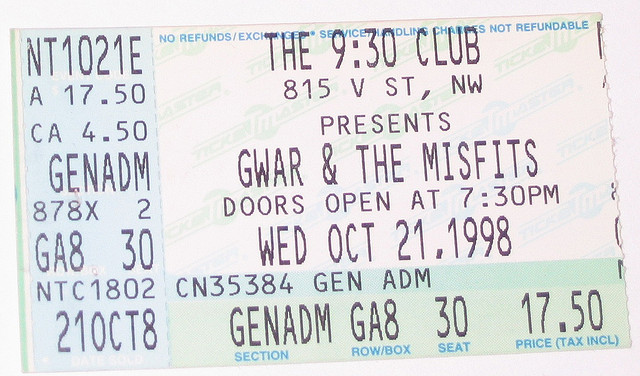 NO REFUNDS/EXCHANGES * SERVICE/HANDLING CHARGES NOT REFUNDABLE
NT1021E
A 17.50
CA 4.50
GENADM
878X 2
GA8 30
NTC1802
21OCT8
THE 9:30 CLUB
815 V ST, NW
PRESENTS
GWAR & THE MISFITS
DOORS OPEN AT 7:30PM
WED OCT 21,1998
CN35384 GEN ADM
GENADM GA8 30 17.50
SECTION ROW/BOX SEAT PRICE (TAX INCL)